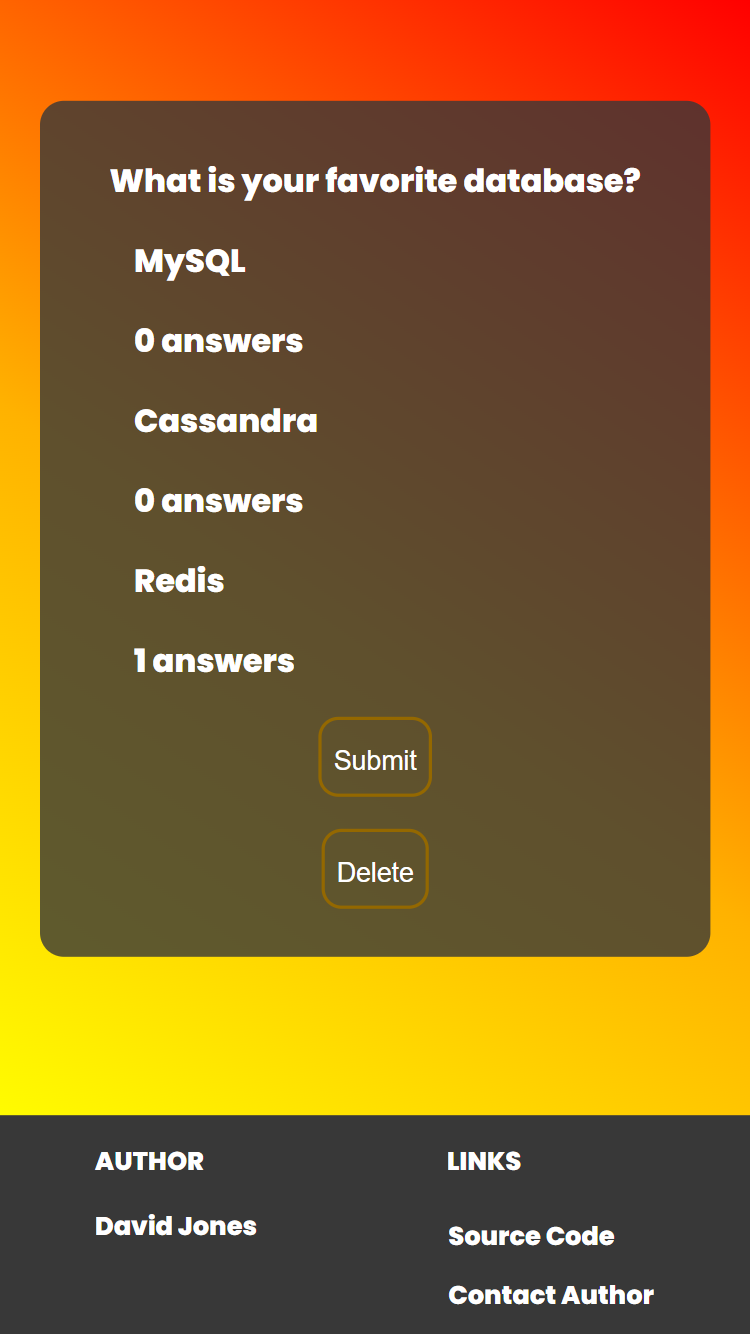 What is your favorite database?
MySQL
0 answers
Cassandra
0 answers
Redis
1 answers
Submit
Delete
AUTHOR
David Jones
LINKS
Source Code
Contact Author